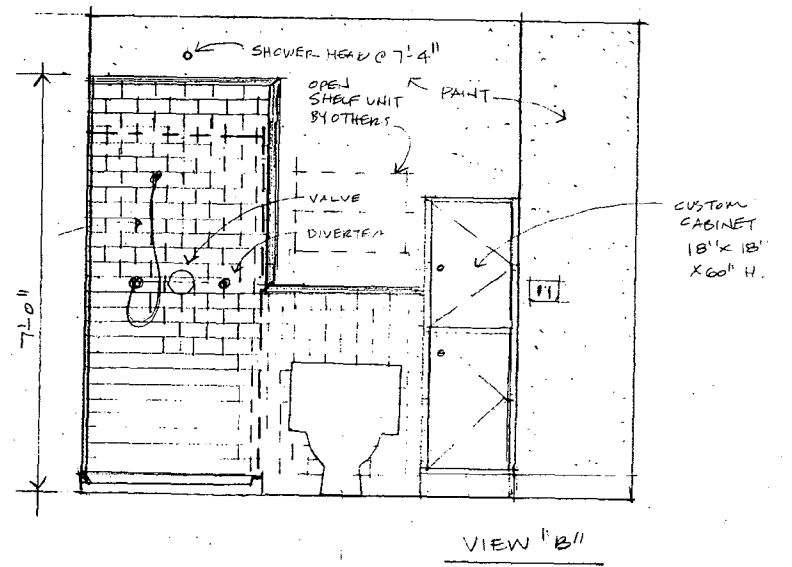 SHOWER HEAD @ 7'-4"
OPEN
SHELF UNIT
BY OTHERS
PAINT
VALVE
DIVERTER
CUSTOM
CABINET
18" x 18"
x 60" H.
7'-0"
VIEW "B"